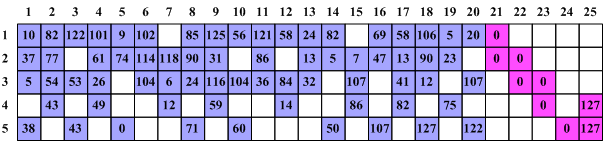 1 2 3 4 5 6 7 8 9 10 11 12 13 14 15 16 17 18 19 20 21 22 23 24 25
1 10 82 122 101 9 102 85 125 56 121 58 24 82 69 58 106 5 20 0
2 37 77 61 74 114 118 90 31 86 13 5 7 47 13 90 23 0 0
3 5 54 53 26 104 6 24 116 104 36 84 32 107 41 12 107 0 0
4 43 49 12 59 14 86 82 75 0 127
5 38 43 0 71 60 50 107 127 122 0 127